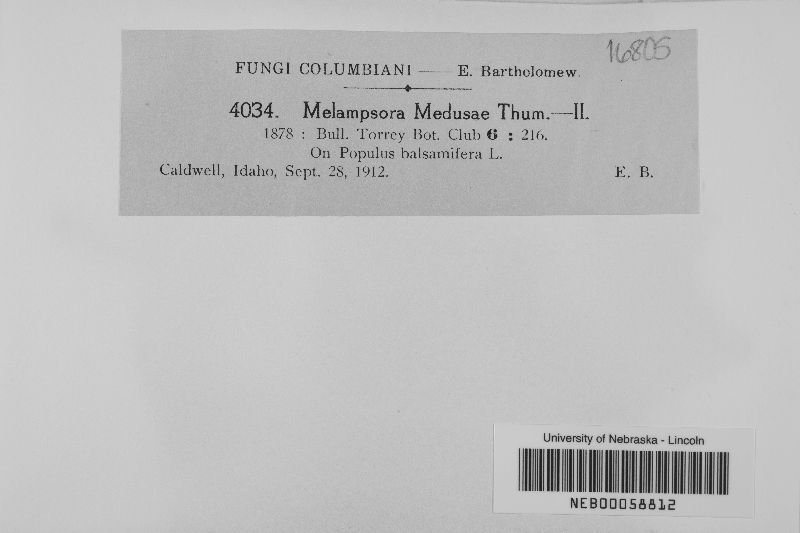 16805
FUNGI COLUMBIANI — E. Bartholomew.
4034. Melampsora Medusae Thum.—II.
1878 : Bull. Torrey Bot. Club 6 : 216.
On Populus balsamifera L.
Caldwell, Idaho, Sept. 28, 1912. E. B.
University of Nebraska - Lincoln
NEB00058812